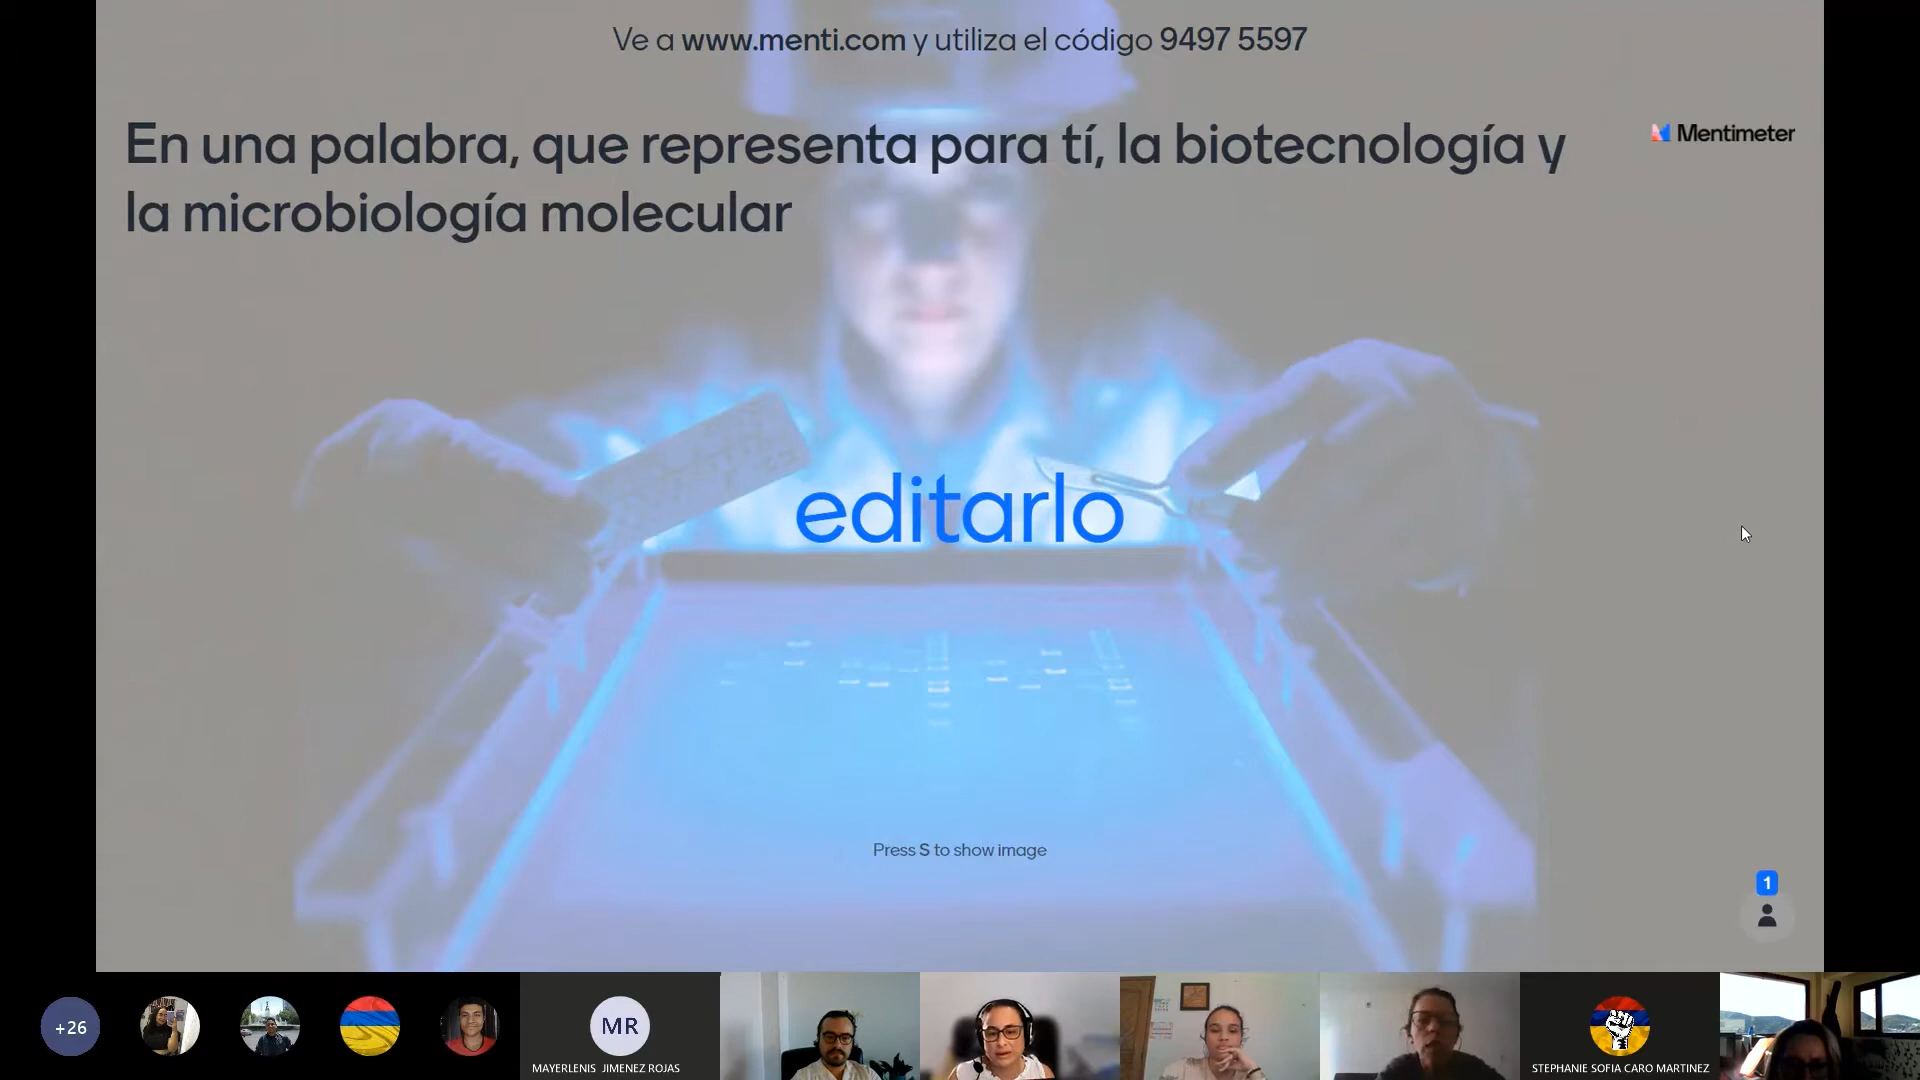 Ve a www.menti.com y utiliza el código 9497 5597
En una palabra, que representa para tí, la biotecnología y
la microbiología molecular
Mentimeter
editarlo
Press S to show image
1
+26
MR
MAYERLENIS JIMENEZ ROJAS
STEPHANIE SOFIA CARO MARTINEZ